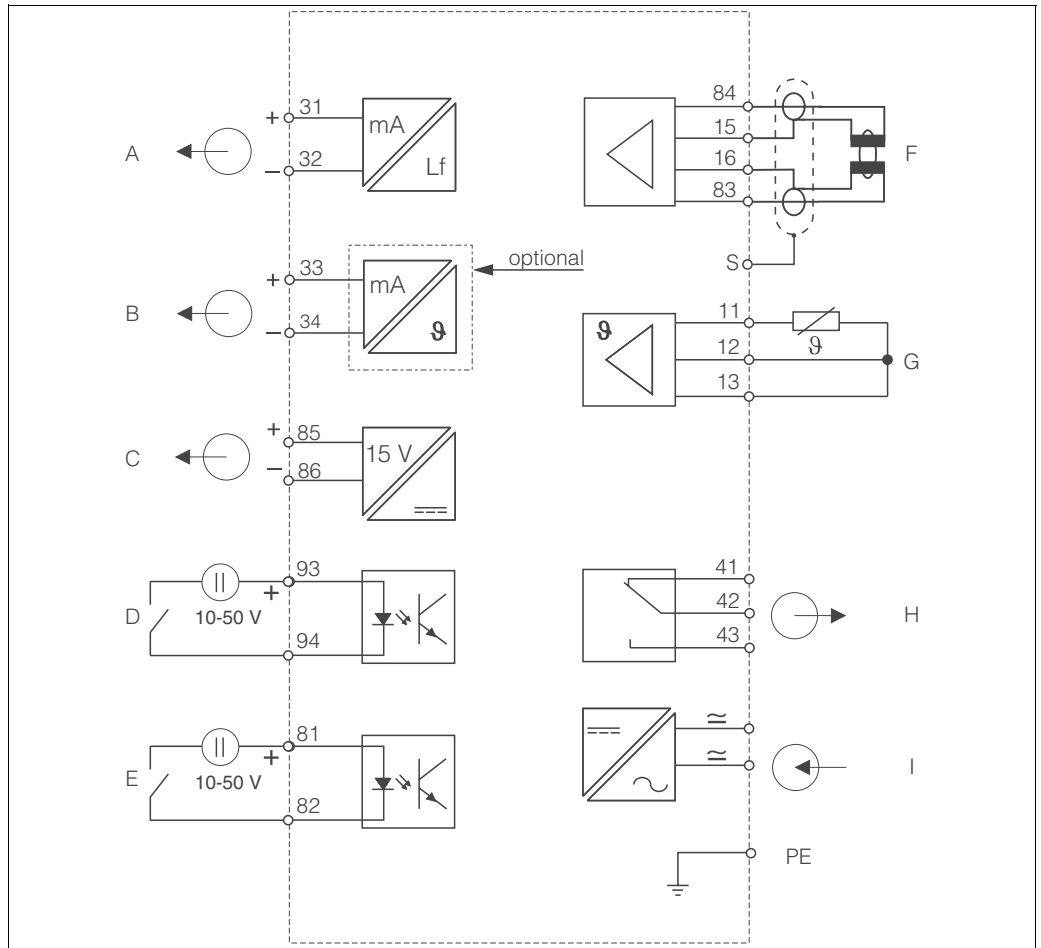 A
+
31
−
32
mA
Lf
B
+
33
−
34
mA
ϑ
optional
C
+
85
−
86
15 V
D
10-50 V
+
93
94
E
10-50 V
+
81
82
84
15
16
83
F
S
ϑ
11
12
13
ϑ
G
41
42
43
H
≃
≃
I
PE